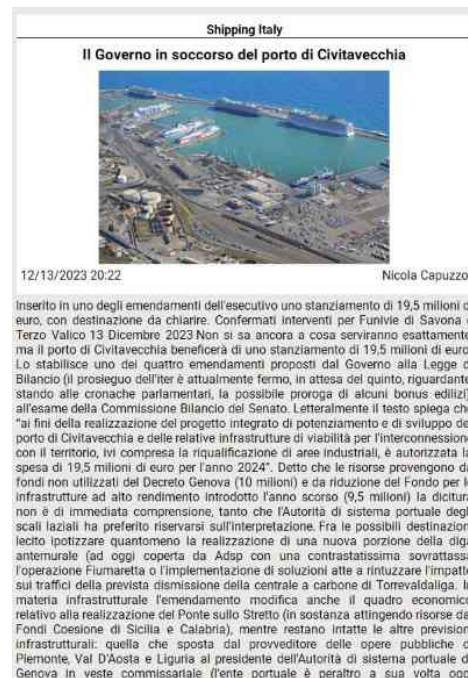 Shipping Italy
Il Governo in soccorso del porto di Civitavecchia
12/13/2023 20:22 Nicola Capuzzo
Inserito in uno degli emendamenti dell'esecutivo uno stanziamento di 19,5 milioni d
euro, con destinazione da chiarire. Confermati interventi per Funivie di Savona
Terzo Valico 13 Dicembre 2023 Non si sa ancora a cosa serviranno esattamente
ma il porto di Civitavecchia beneficerà di uno stanziamento di 19,5 milioni di euro
Lo stabilisce uno dei quattro emendamenti proposti dal Governo alla Legge d
Bilancio (il prosieguo dell'iter è attualmente fermo, in attesa del quinto, riguardante
stando alle cronache parlamentari, la possibile proroga di alcuni bonus edilizi)
all'esame della Commissione Bilancio del Senato. Letteralmente il testo spiega che
"ai fini della realizzazione del progetto integrato di potenziamento e di sviluppo de
porto di Civitavecchia e delle relative infrastrutture di viabilità per l'interconnession
con il territorio, ivi compresa la riqualificazione di aree industriali, è autorizzata la
spesa di 19,5 milioni di euro per l'anno 2024". Detto che le risorse provengono da
fondi non utilizzati del Decreto Genova (10 milioni) e da riduzione del Fondo per le
infrastrutture ad alto rendimento introdotto l'anno scorso (9,5 milioni) la dicitura
non è di immediata comprensione, tanto che l'Autorità di sistema portuale degl
scali laziali ha preferito riservarsi sull'interpretazione. Fra le possibili destinazion
lecito ipotizzare quantomeno la realizzazione di una nuova porzione della diga
antemurale (ad oggi coperta da Adsp con una contrastatissima sovrattassa
l'operazione Fiumaretta o l'implementazione di soluzioni atte a rintuzzare l'impatto
sui traffici della prevista dismissione della centrale a carbone di Torrevaldaliga. In
materia infrastrutturale l'emendamento modifica anche il quadro economico
relativo alla realizzazione del Ponte sullo Stretto (in sostanza attingendo risorse da
Fondi Coesione di Sicilia e Calabria), mentre restano intatte le altre prevision
infrastrutturali: quella che sposta dal provveditore delle opere pubbliche d
Piemonte, Val D'Aosta e Liguria al presidente dell'Autorità di sistema portuale d
Genova in veste commissariale (l'ente portuale è peraltro a sua volta ogg